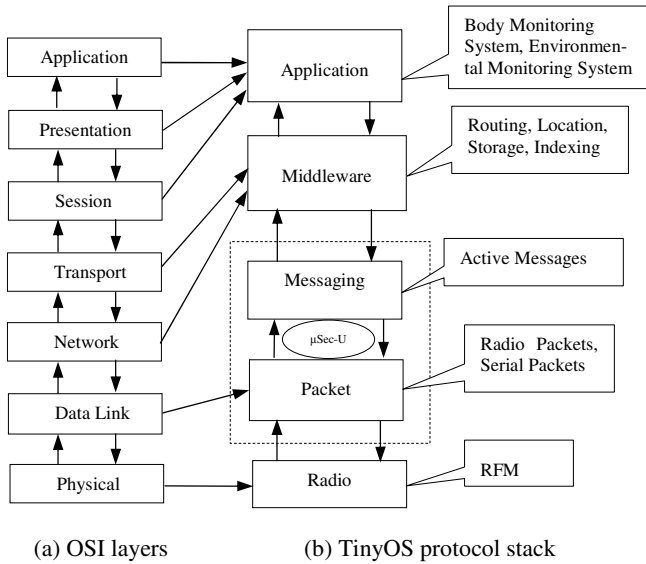 Application
Presentation
Session
Transport
Network
Data Link
Physical
Application
Middleware
Messaging
µSec-U
Packet
Radio
Body Monitoring
System, Environmen-
tal Monitoring System
Routing, Location,
Storage, Indexing
Active Messages
Radio Packets,
Serial Packets
RFM
(a) OSI layers
(b) TinyOS protocol stack